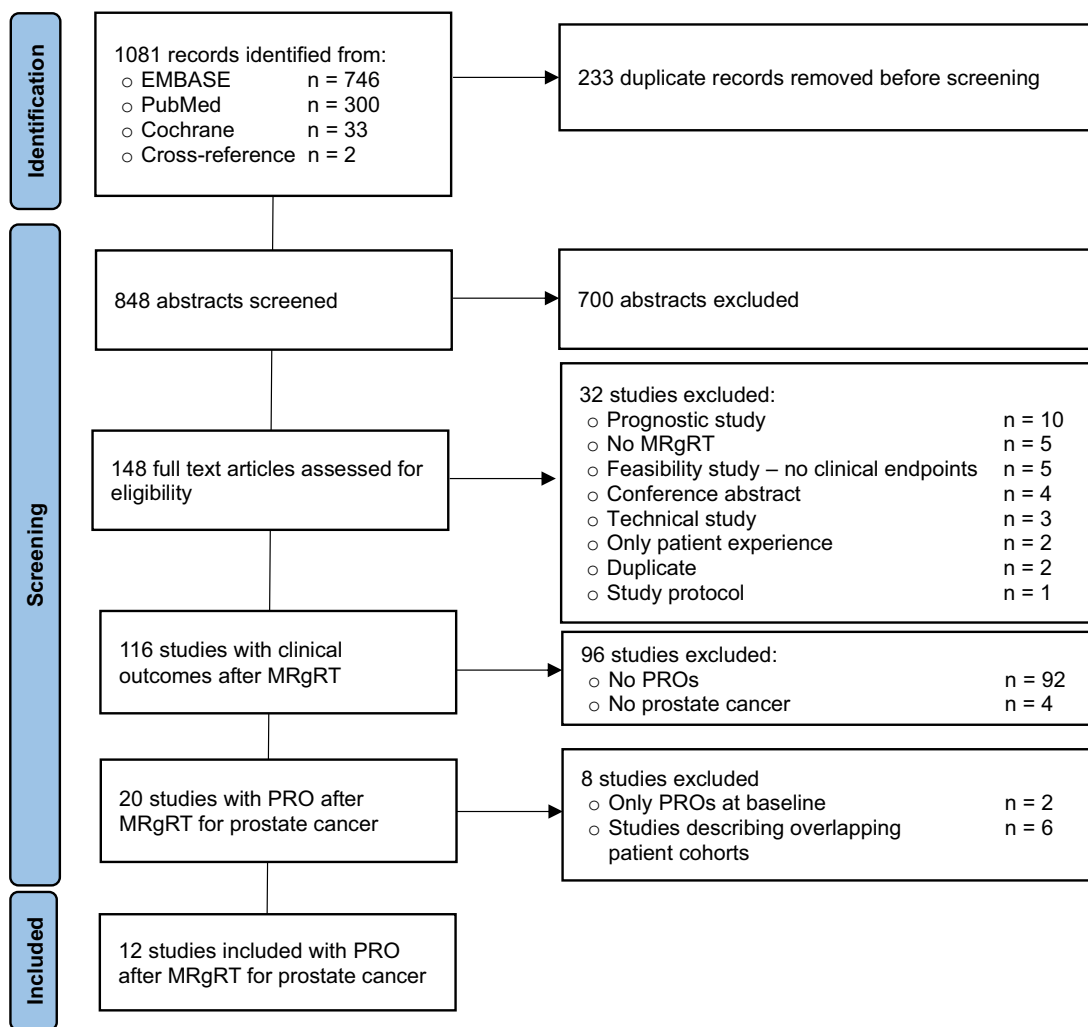 Identification
1081 records identified from:
○ EMBASE n = 746
○ PubMed n = 300
○ Cochrane n = 33
○ Cross-reference n = 2
233 duplicate records removed before screening
Screening
848 abstracts screened
700 abstracts excluded
148 full text articles assessed for
eligibility
32 studies excluded:
○ Prognostic study n = 10
○ No MRgRT n = 5
○ Feasibility study – no clinical endpoints n = 5
○ Conference abstract n = 4
○ Technical study n = 3
○ Only patient experience n = 2
○ Duplicate n = 2
○ Study protocol n = 1
116 studies with clinical
outcomes after MRgRT
96 studies excluded:
○ No PROs n = 92
○ No prostate cancer n = 4
20 studies with PRO after
MRgRT for prostate cancer
8 studies excluded
○ Only PROs at baseline n = 2
○ Studies describing overlapping n = 6
patient cohorts
Included
12 studies included with PRO
after MRgRT for prostate cancer